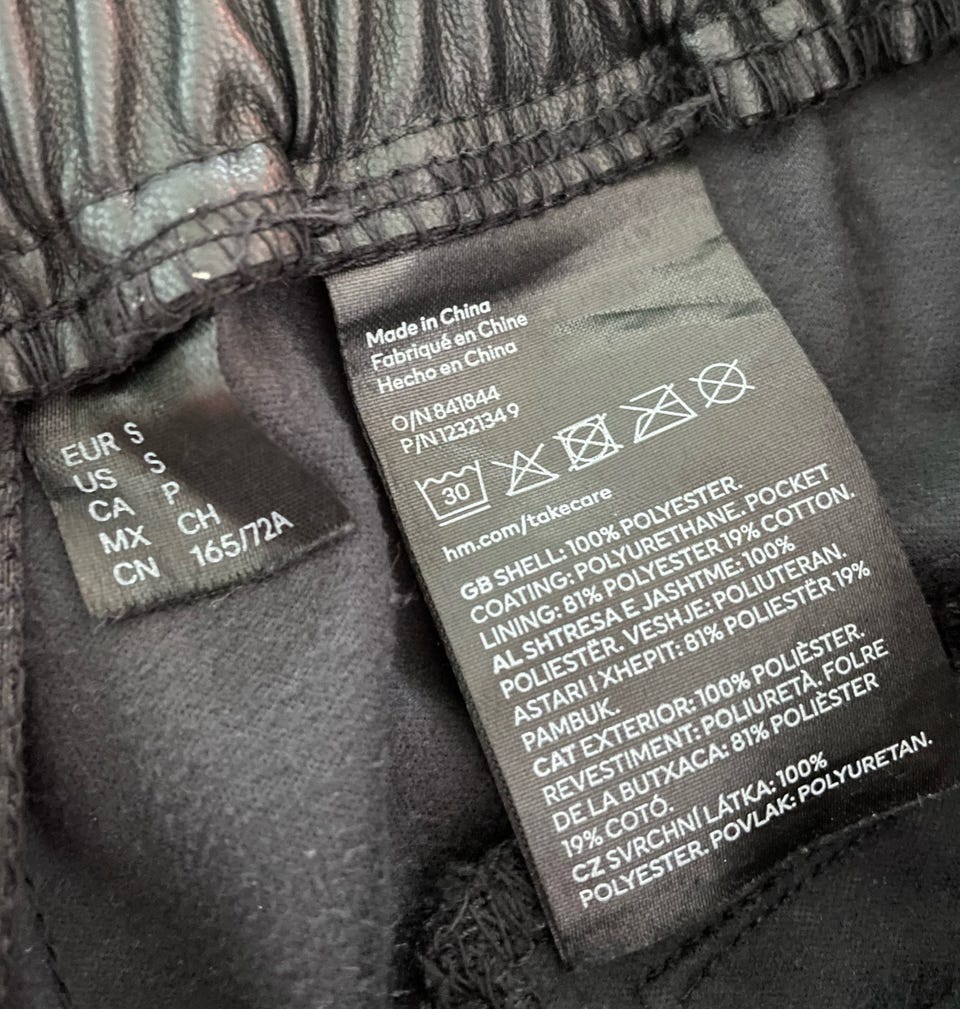 EUR S
US S
CA P
MX CH
CN 165/72A
Made in China
Fabriqué en Chine
Hecho en China
O/N 841844
P/N 12321349
30
hm.com/takecare
GB SHELL: 100% POLYESTER.
COATING: POLYURETHANE. POCKET
LINING: 81% POLYESTER 19% COTTON.
AL SHTRESA E JASHTME: 100%
POLIESTËR. VESHJE: POLIUTERAN.
ASTARI I XHEPIT: 81% POLIESTËR 19%
PAMBUK.
CAT EXTERIOR: 100% POLIÈSTER.
REVESTIMENT: POLIURETÀ. FOLRE
DE LA BUTXACA: 81% POLIÈSTER
19% COTÓ.
CZ SVRCHNÍ LÁTKA: 100%
POLYESTER. POVLAK: POLYURETAN.